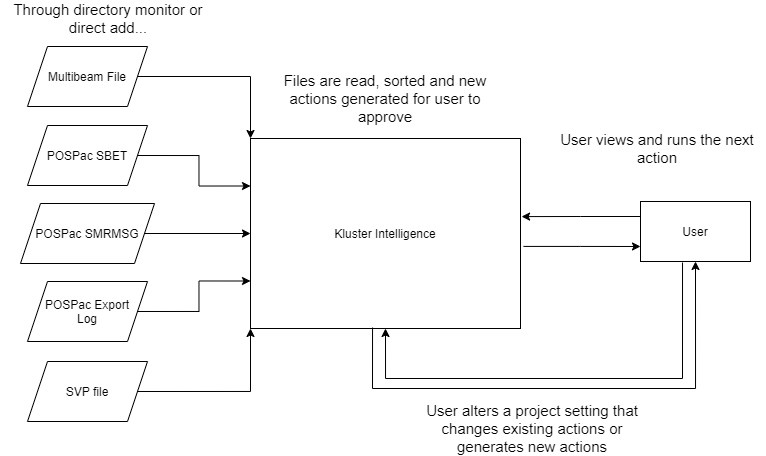 Through directory monitor or
direct add...
Multibeam File
Files are read, sorted and new
actions generated for user to
approve
User views and runs the next
action
POSPac SBET
POSPac SMRMSG
Kluster Intelligence
User
POSPac Export
Log
SVP file
User alters a project setting that
changes existing actions or
generates new actions